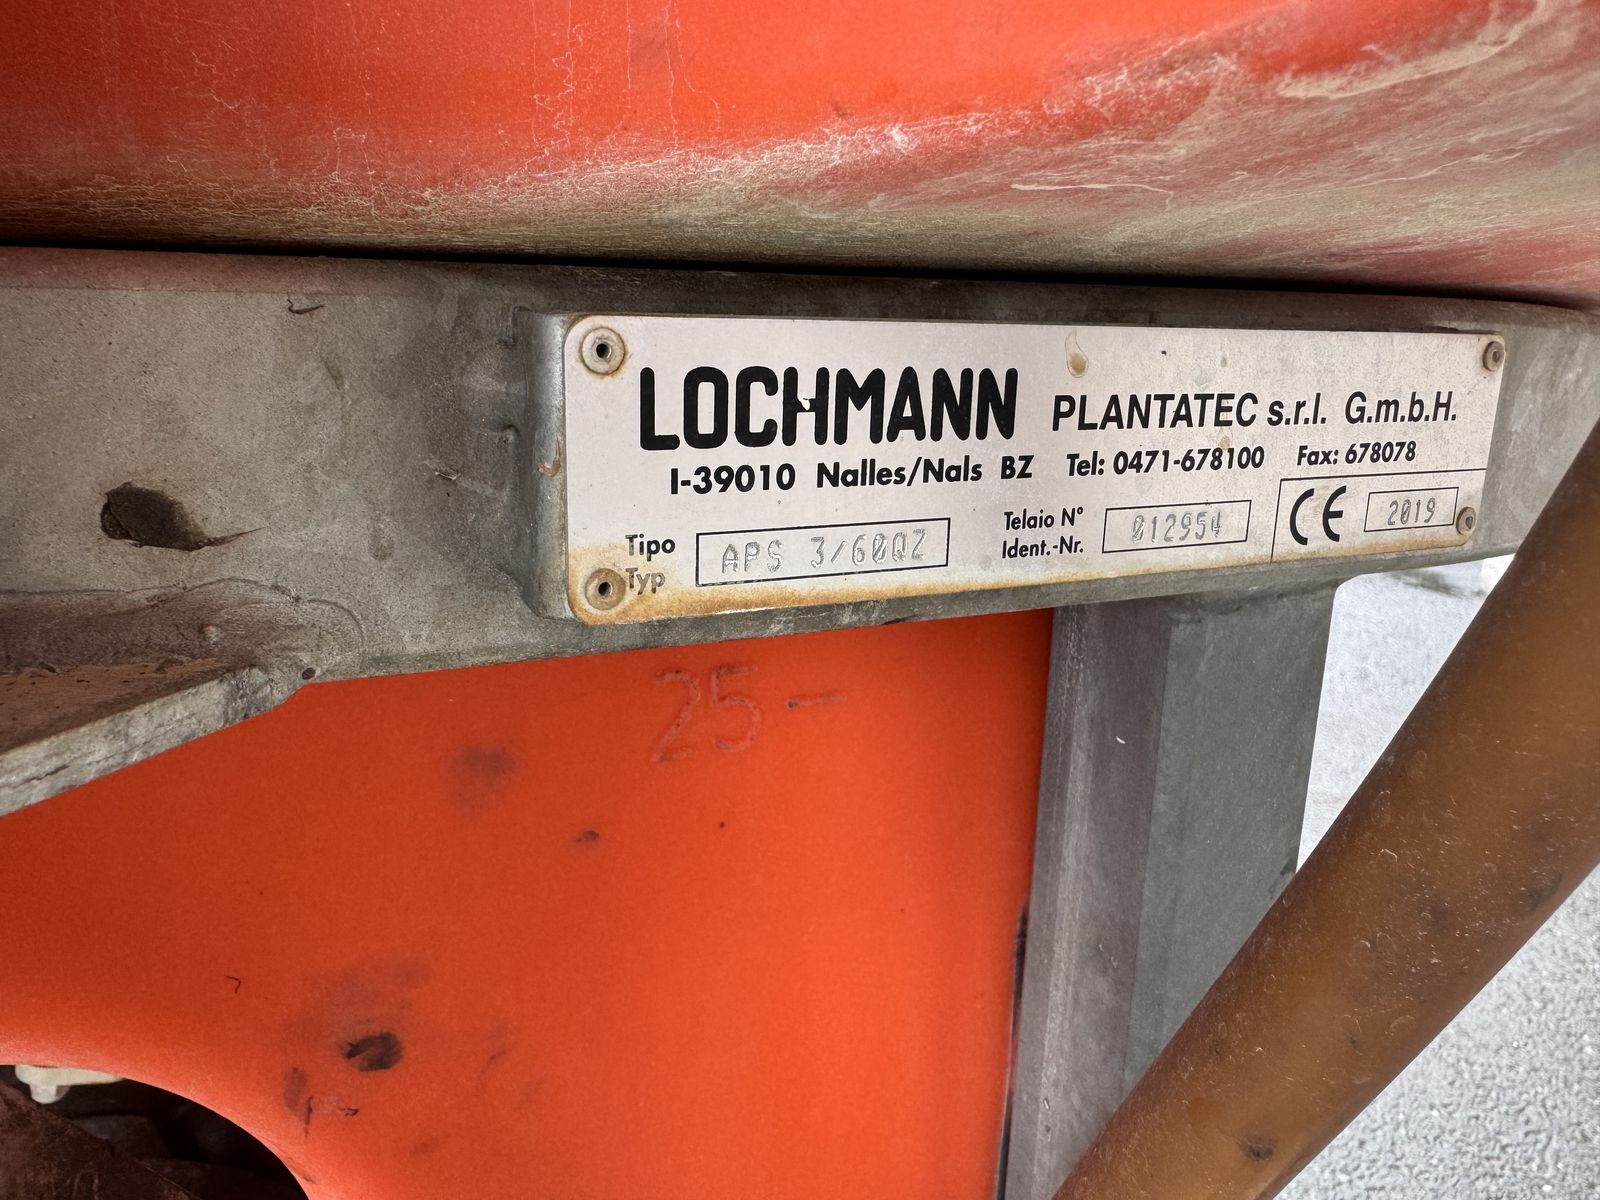 LOCHMANN PLANTATEC s.r.l. G.m.b.H.
I-39010 Nalles/Nals BZ Tel: 0471-678100 Fax: 678078
Tipo
Typ
APS 3/60QZ
Telaio N°
Ident.-Nr.
012954
CE
2019
25-